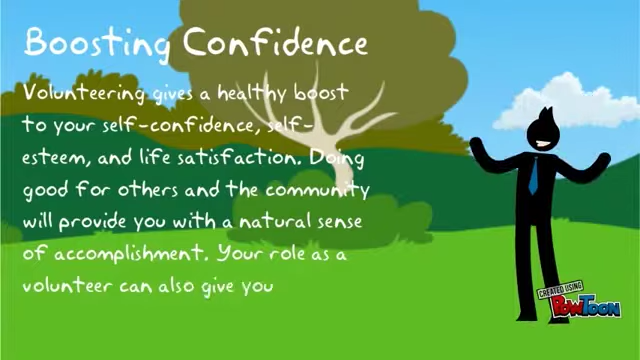 Boosting Confidence
Volunteering gives a healthy boost
to your self-confidence, self-
esteem, and life satisfaction. Doing
good for others and the community
will provide you with a natural sense
of accomplishment. Your role as a
volunteer can also give you
CREATED USING
POWTOON